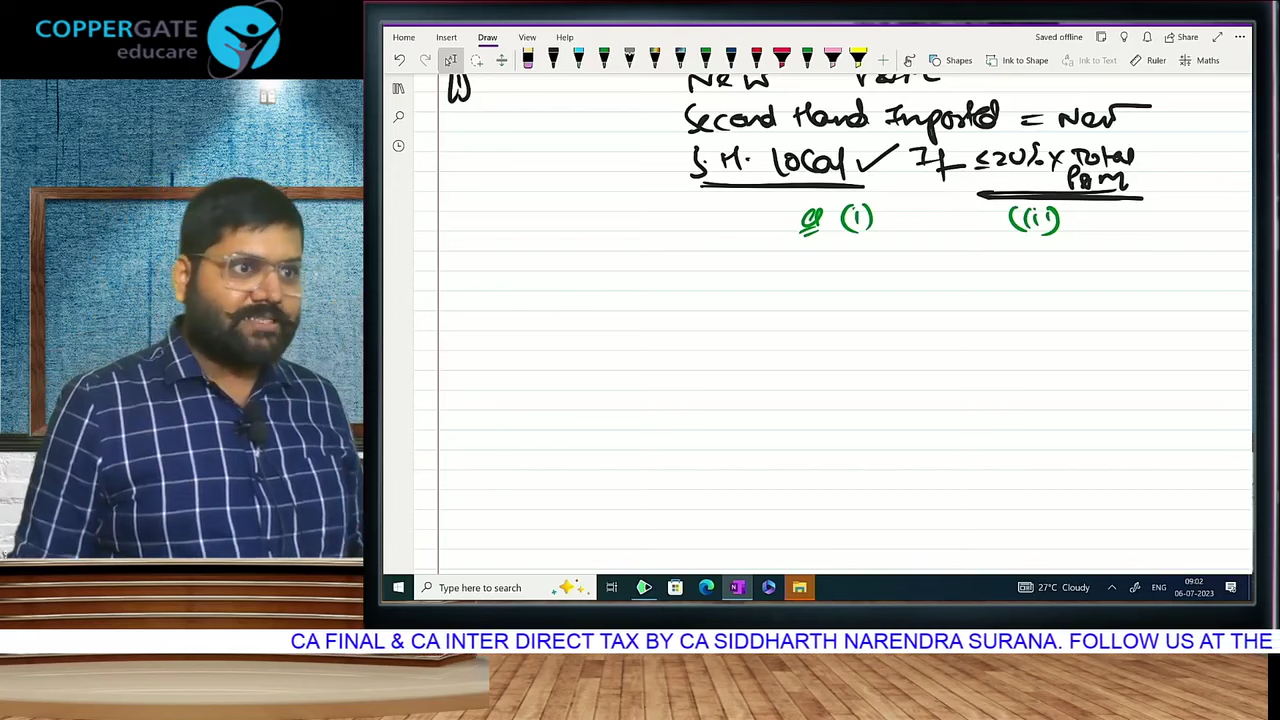 COPPERGATE
educare
Home Insert Draw View Help
Saved offline
Share
Shapes
Ink to Shape
Ink to Text
Ruler
Maths
New
Second Hand Imported = New
S.H. Local ✓ If ≤20% x Total
P&M
(i) (ii)
Type here to search
27°C Cloudy
ENG
09:02
06-07-2023
CA FINAL & CA INTER DIRECT TAX BY CA SIDDHARTH NARENDRA SURANA. FOLLOW US AT THE